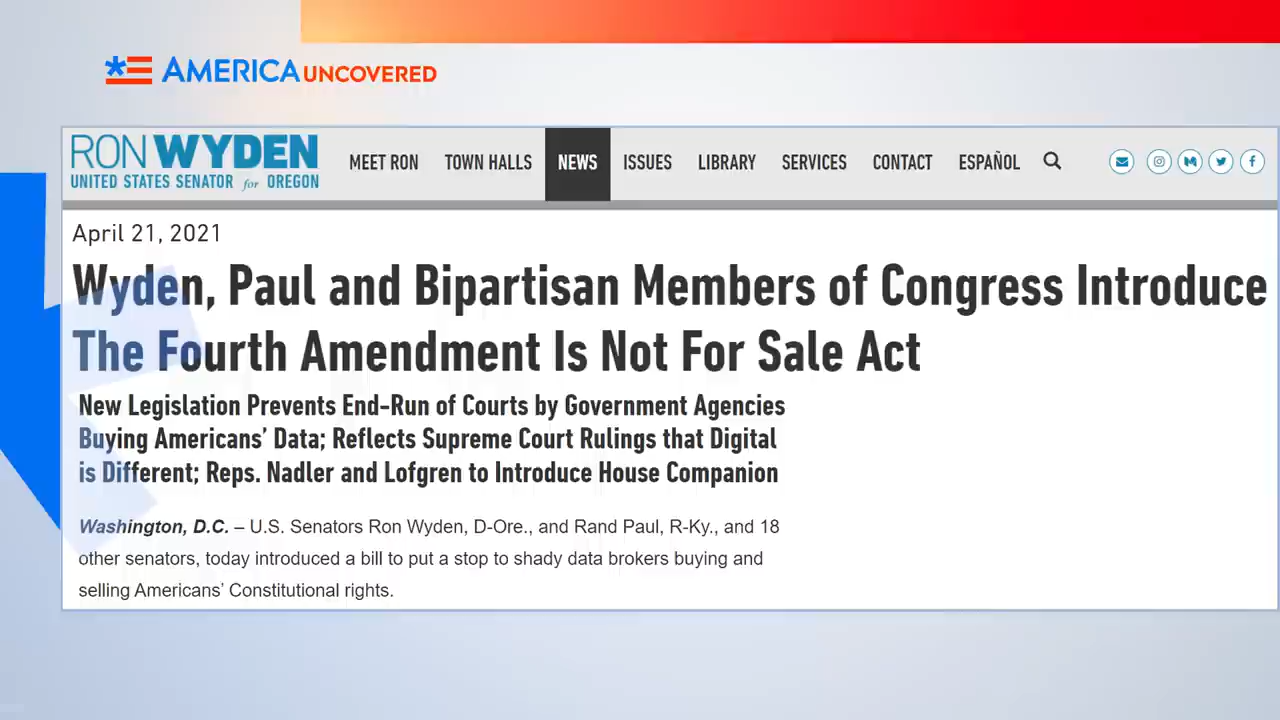 AMERICA UNCOVERED
RON WYDEN
UNITED STATES SENATOR for OREGON
MEET RON TOWN HALLS NEWS ISSUES LIBRARY SERVICES CONTACT ESPAÑOL
April 21, 2021
Wyden, Paul and Bipartisan Members of Congress Introduce
The Fourth Amendment Is Not For Sale Act
New Legislation Prevents End-Run of Courts by Government Agencies
Buying Americans’ Data; Reflects Supreme Court Rulings that Digital
is Different; Reps. Nadler and Lofgren to Introduce House Companion
Washington, D.C. – U.S. Senators Ron Wyden, D-Ore., and Rand Paul, R-Ky., and 18
other senators, today introduced a bill to put a stop to shady data brokers buying and
selling Americans’ Constitutional rights.